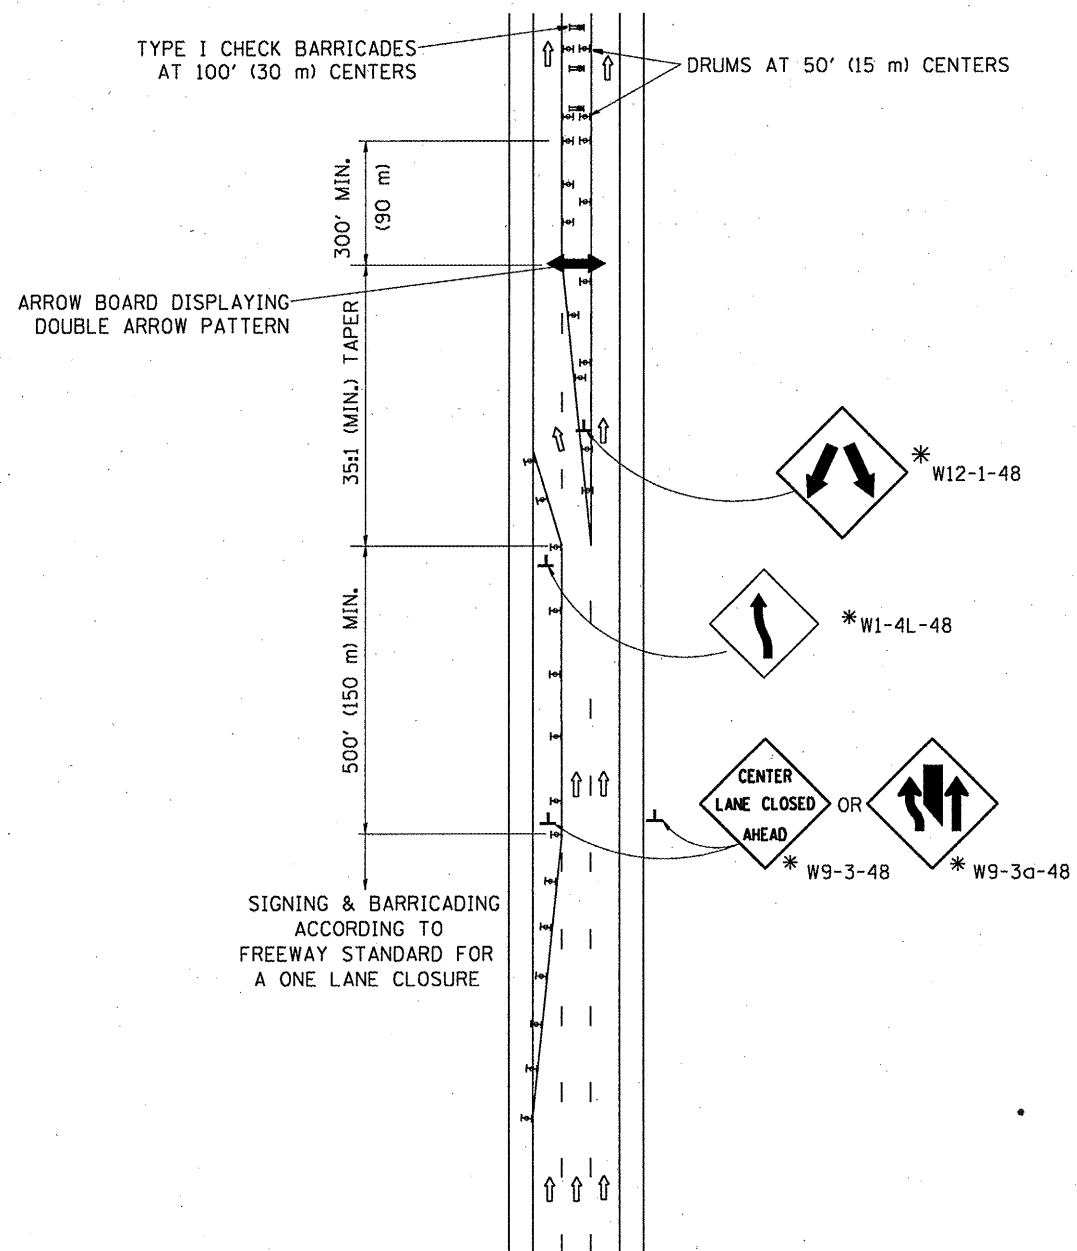 TYPE I CHECK BARRICADES
AT 100' (30 m) CENTERS
DRUMS AT 50' (15 m) CENTERS
300' MIN.
(90 m)
ARROW BOARD DISPLAYING
DOUBLE ARROW PATTERN
35:1 (MIN.) TAPER
*W12-1-48
*W1-4L-48
500' (150 m) MIN.
CENTER
LANE CLOSED
AHEAD
OR
*W9-3-48
*W9-3a-48
SIGNING & BARRICADING
ACCORDING TO
FREEWAY STANDARD FOR
A ONE LANE CLOSURE